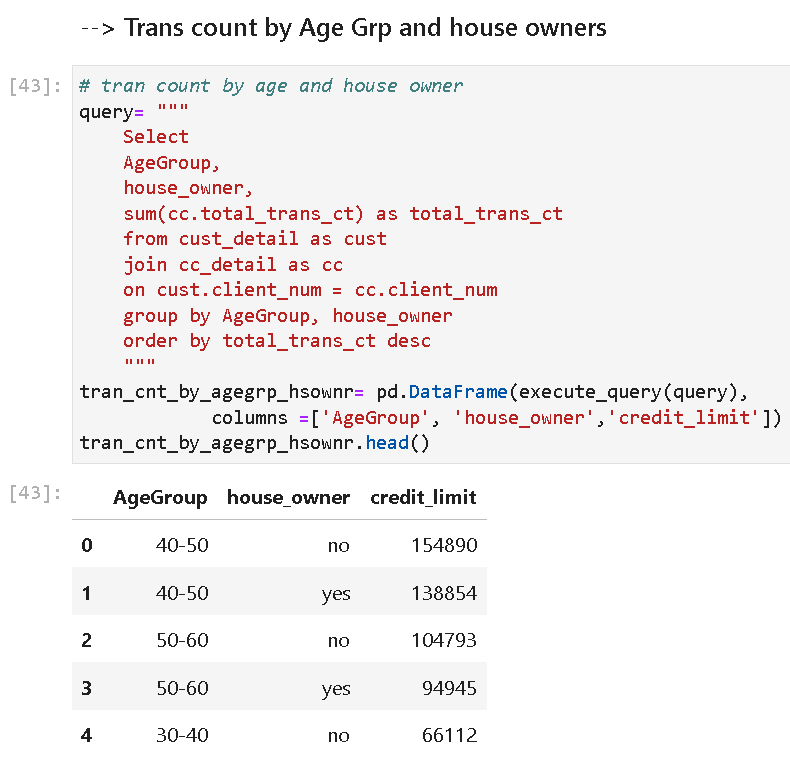 --> Trans count by Age Grp and house owners
[43]: # tran count by age and house owner
query= """
Select
AgeGroup,
house_owner,
sum(cc.total_trans_ct) as total_trans_ct
from cust_detail as cust
join cc_detail as cc
on cust.client_num = cc.client_num
group by AgeGroup, house_owner
order by total_trans_ct desc
"""
tran_cnt_by_agegrp_hsownr= pd.DataFrame(execute_query(query),
columns =['AgeGroup', 'house_owner','credit_limit'])
tran_cnt_by_agegrp_hsownr.head()
[43]: AgeGroup house_owner credit_limit
0 40-50 no 154890
1 40-50 yes 138854
2 50-60 no 104793
3 50-60 yes 94945
4 30-40 no 66112